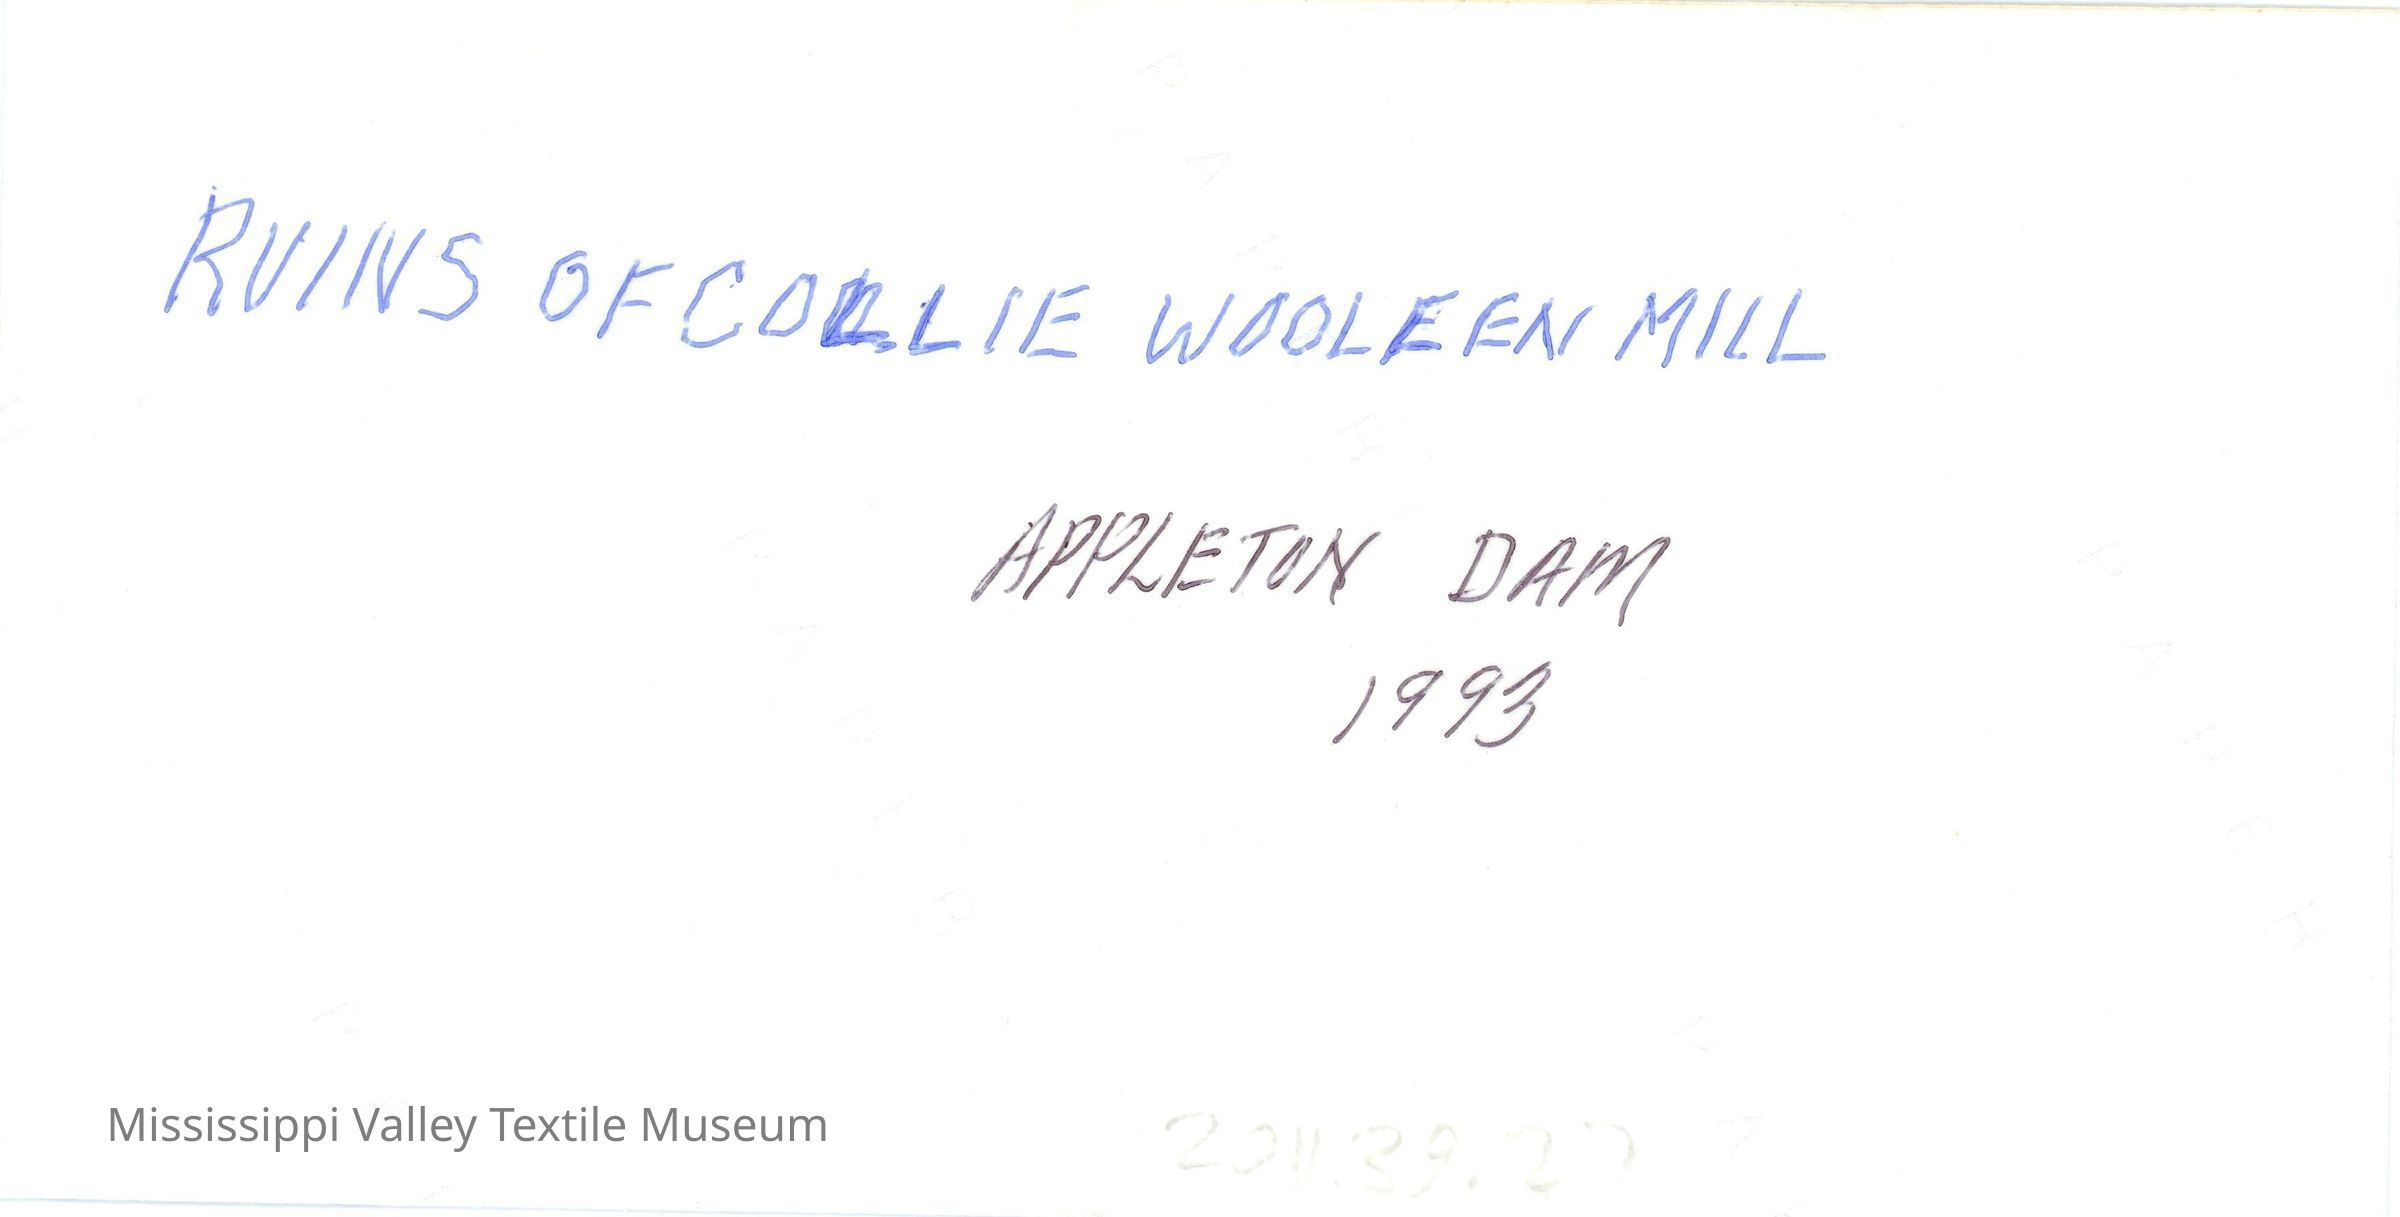 RUINS OF COLLIE WOOLEEN MILL
APPLETON DAM
1993
Mississippi Valley Textile Museum
2011.39.27